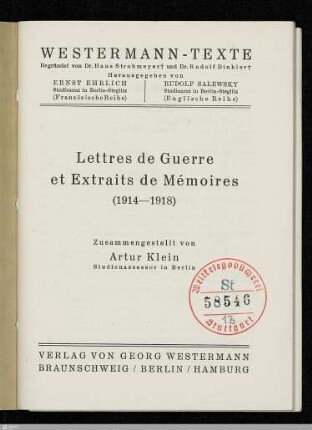 WESTERMANN-TEXTE
Begründet von Dr. Hans Strohmeyer† und Dr. Rudolf Dinkler†
Herausgegeben von
ERNST EHRLICH
Studienrat in Berlin-Steglitz
(Französische Reihe)
RUDOLF SALEWSKY
Studienrat in Berlin-Steglitz
(Englische Reihe)
Lettres de Guerre
et Extraits de Mémoires
(1914—1918)
Zusammengestellt von
Artur Klein
Studienassessor in Berlin
Weltkriegsbücherei
St
58546
13
Stuttgart
VERLAG VON GEORG WESTERMANN
BRAUNSCHWEIG / BERLIN / HAMBURG